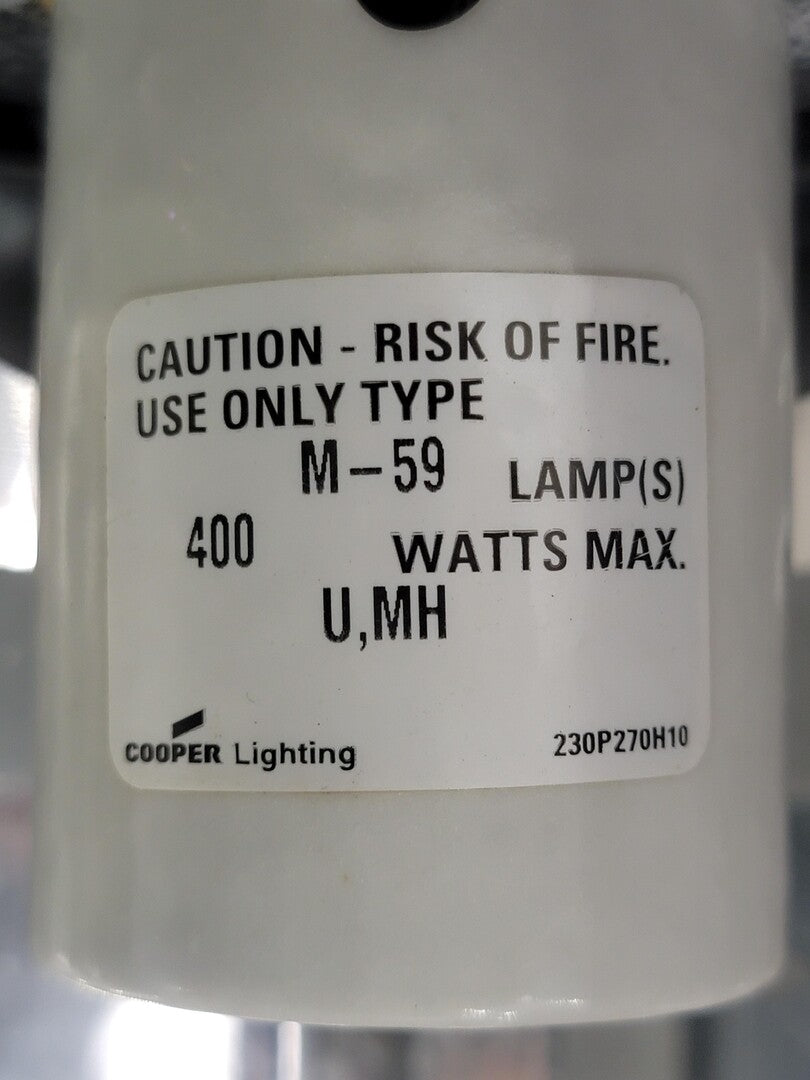 CAUTION - RISK OF FIRE.
USE ONLY TYPE
M-59 LAMP(S)
400 WATTS MAX.
U,MH
COOPER Lighting 230P270H10